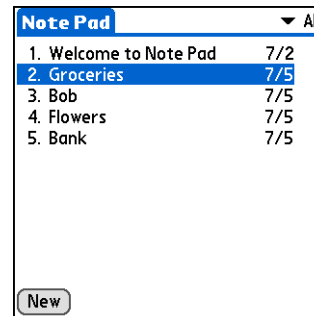 Note Pad
1. Welcome to Note Pad 7/2
2. Groceries 7/5
3. Bob 7/5
4. Flowers 7/5
5. Bank 7/5
New